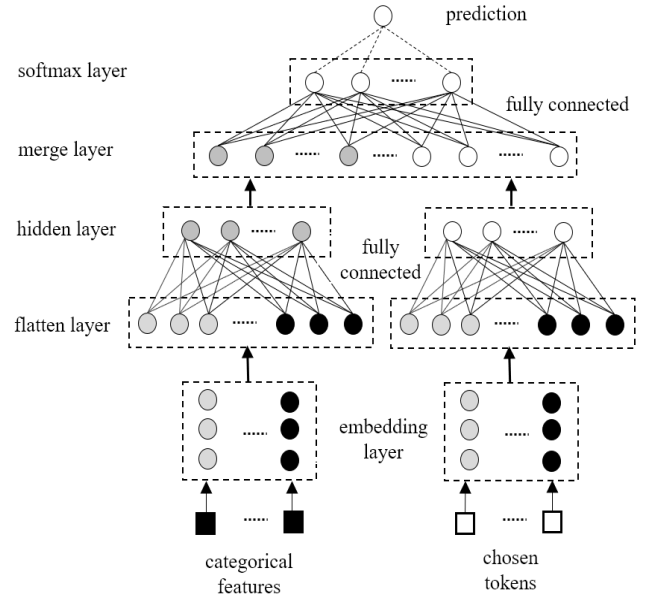 prediction
softmax layer
fully connected
merge layer
hidden layer
fully
connected
flatten layer
embedding
layer
categorical
features
chosen
tokens